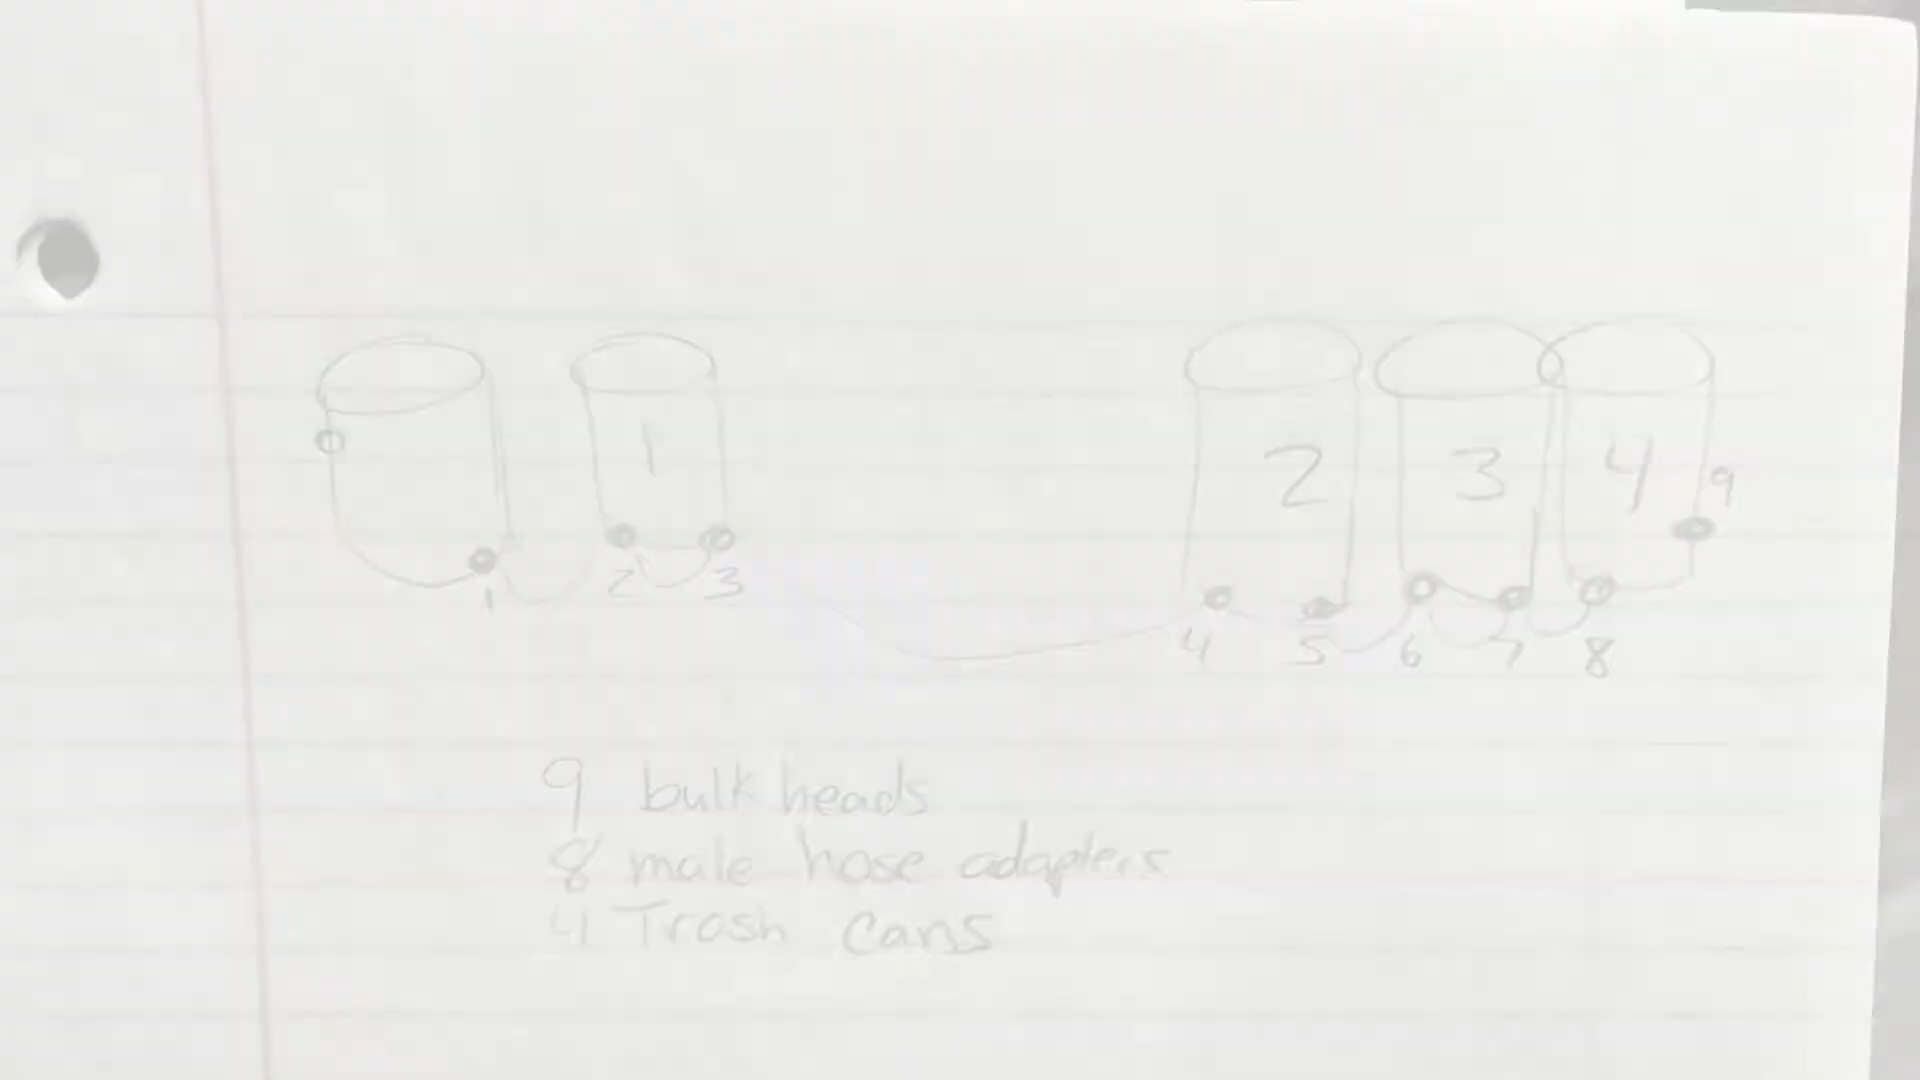 1 2 3 4 9
1 2 3 4 5 6 7 8
9 bulk heads
8 male hose adapters
4 Trash cans